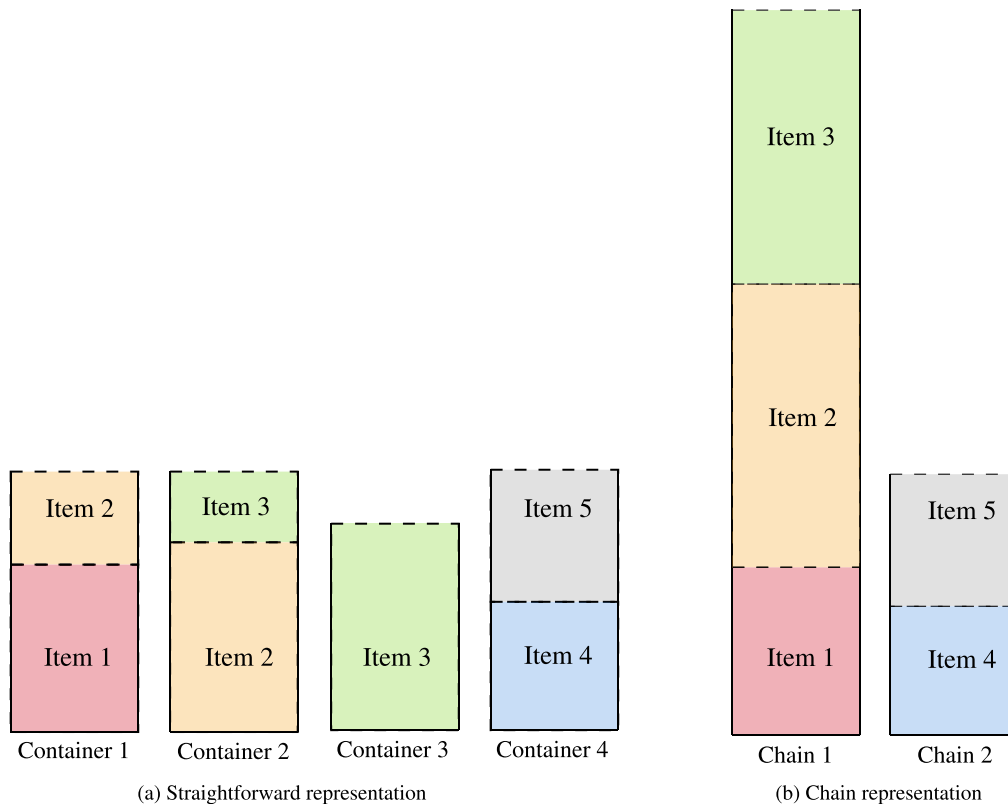 Item 3
Item 2
Item 2
Item 3
Item 5
Item 5
Item 1
Item 2
Item 3
Item 4
Item 1
Item 4
Container 1
Container 2
Container 3
Container 4
Chain 1
Chain 2
(a) Straightforward representation
(b) Chain representation